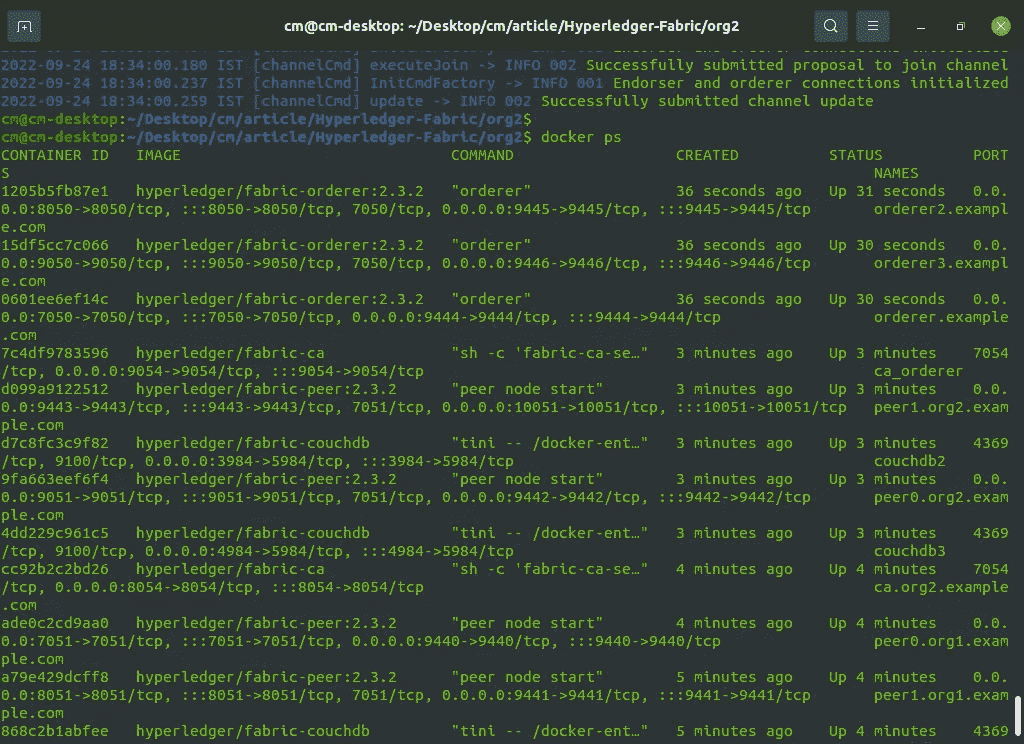 cm@cm-desktop: ~/Desktop/cm/article/Hyperledger-Fabric/org2
2022-09-24 18:34:00.180 IST [channelCmd] executeJoin -> INFO 002 Successfully submitted proposal to join channel
2022-09-24 18:34:00.237 IST [channelCmd] InitCmdFactory -> INFO 001 Endorser and orderer connections initialized
2022-09-24 18:34:00.259 IST [channelCmd] update -> INFO 002 Successfully submitted channel update
cm@cm-desktop:~/Desktop/cm/article/Hyperledger-Fabric/org2$
cm@cm-desktop:~/Desktop/cm/article/Hyperledger-Fabric/org2$ docker ps
CONTAINER ID   IMAGE                              COMMAND                  CREATED          STATUS          PORT
S                                                                                                NAMES
1205b5fb87e1   hyperledger/fabric-orderer:2.3.2   "orderer"                36 seconds ago   Up 31 seconds   0.0.
0.0:8050->8050/tcp, :::8050->8050/tcp, 7050/tcp, 0.0.0.0:9445->9445/tcp, :::9445->9445/tcp       orderer2.exampl
e.com
15df5cc7c066   hyperledger/fabric-orderer:2.3.2   "orderer"                36 seconds ago   Up 30 seconds   0.0.
0.0:9050->9050/tcp, :::9050->9050/tcp, 7050/tcp, 0.0.0.0:9446->9446/tcp, :::9446->9446/tcp       orderer3.exampl
e.com
0601ee6ef14c   hyperledger/fabric-orderer:2.3.2   "orderer"                36 seconds ago   Up 30 seconds   0.0.
0.0:7050->7050/tcp, :::7050->7050/tcp, 0.0.0.0:9444->9444/tcp, :::9444->9444/tcp                 orderer.example
.com
7c4df9783596   hyperledger/fabric-ca              "sh -c 'fabric-ca-se…"   3 minutes ago    Up 3 minutes    7054
/tcp, 0.0.0.0:9054->9054/tcp, :::9054->9054/tcp                                                  ca_orderer
d099a9122512   hyperledger/fabric-peer:2.3.2      "peer node start"        3 minutes ago    Up 3 minutes    0.0.
0.0:9443->9443/tcp, :::9443->9443/tcp, 7051/tcp, 0.0.0.0:10051->10051/tcp, :::10051->10051/tcp   peer1.org2.exam
ple.com
d7c8fc3c9f82   hyperledger/fabric-couchdb         "tini -- /docker-ent…"   3 minutes ago    Up 3 minutes    4369
/tcp, 9100/tcp, 0.0.0.0:3984->5984/tcp, :::3984->5984/tcp                                        couchdb2
9fa663eef6f4   hyperledger/fabric-peer:2.3.2      "peer node start"        3 minutes ago    Up 3 minutes    0.0.
0.0:9051->9051/tcp, :::9051->9051/tcp, 7051/tcp, 0.0.0.0:9442->9442/tcp, :::9442->9442/tcp       peer0.org2.exam
ple.com
4dd229c961c5   hyperledger/fabric-couchdb         "tini -- /docker-ent…"   3 minutes ago    Up 3 minutes    4369
/tcp, 9100/tcp, 0.0.0.0:4984->5984/tcp, :::4984->5984/tcp                                        couchdb3
cc92b2c2bd26   hyperledger/fabric-ca              "sh -c 'fabric-ca-se…"   4 minutes ago    Up 4 minutes    7054
/tcp, 0.0.0.0:8054->8054/tcp, :::8054->8054/tcp                                                  ca.org2.example
.com
ade0c2cd9aa0   hyperledger/fabric-peer:2.3.2      "peer node start"        4 minutes ago    Up 4 minutes    0.0.
0.0:7051->7051/tcp, :::7051->7051/tcp, 0.0.0.0:9440->9440/tcp, :::9440->9440/tcp                 peer0.org1.exam
ple.com
a79e429dcff8   hyperledger/fabric-peer:2.3.2      "peer node start"        5 minutes ago    Up 4 minutes    0.0.
0.0:8051->8051/tcp, :::8051->8051/tcp, 7051/tcp, 0.0.0.0:9441->9441/tcp, :::9441->9441/tcp       peer1.org1.exam
ple.com
868c2b1abfee   hyperledger/fabric-couchdb         "tini -- /docker-ent…"   5 minutes ago    Up 4 minutes    4369